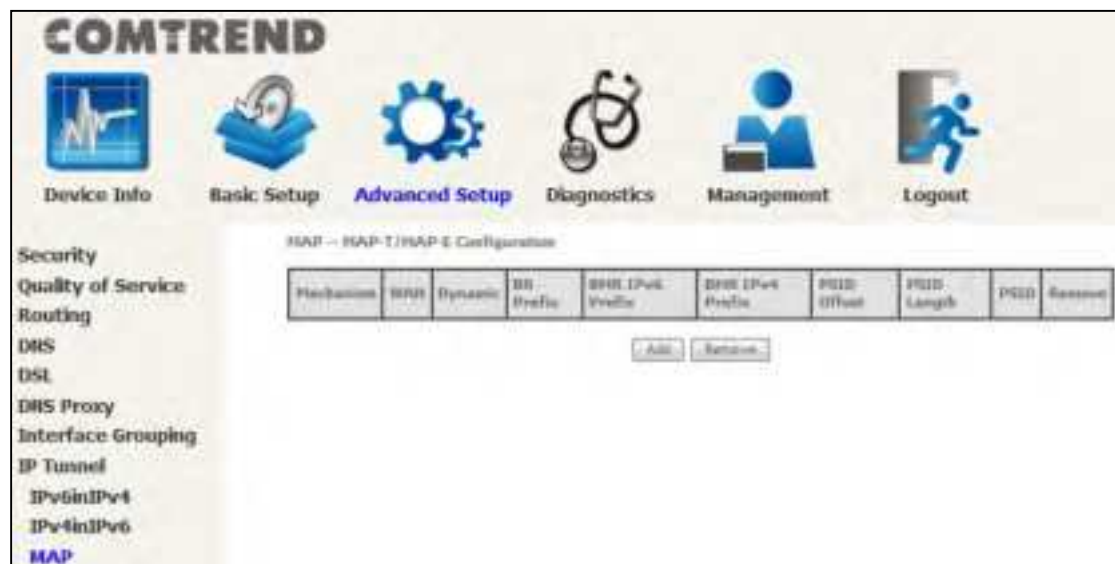 COMTREND
Device Info
Basic Setup
Advanced Setup
Diagnostics
Management
Logout
Security
Quality of Service
Routing
DNS
DSL
DNS Proxy
Interface Grouping
IP Tunnel
IPv6inIPv4
IPv4inIPv6
MAP
MAP -- MAP-T/MAP-E Configuration
Mechanism WAN Dynamic BR Prefix BMR IPv6 Prefix BMR IPv4 Prefix PSID Offset PSID Length PSID Remove
Add Remove